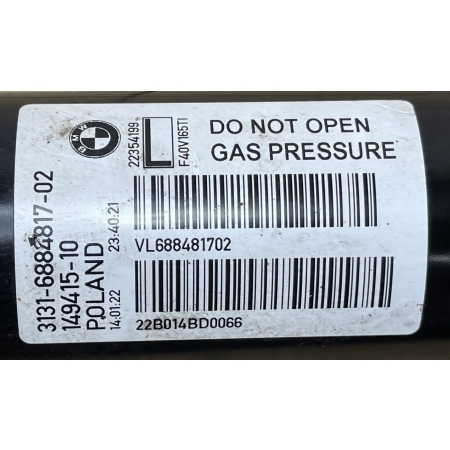 BMW
3131-6884817-02
149415-10
POLAND
14:01:22 23:40:21
22354199
L
F40V165TI
DO NOT OPEN
GAS PRESSURE
VL688481702
22B014BD0066